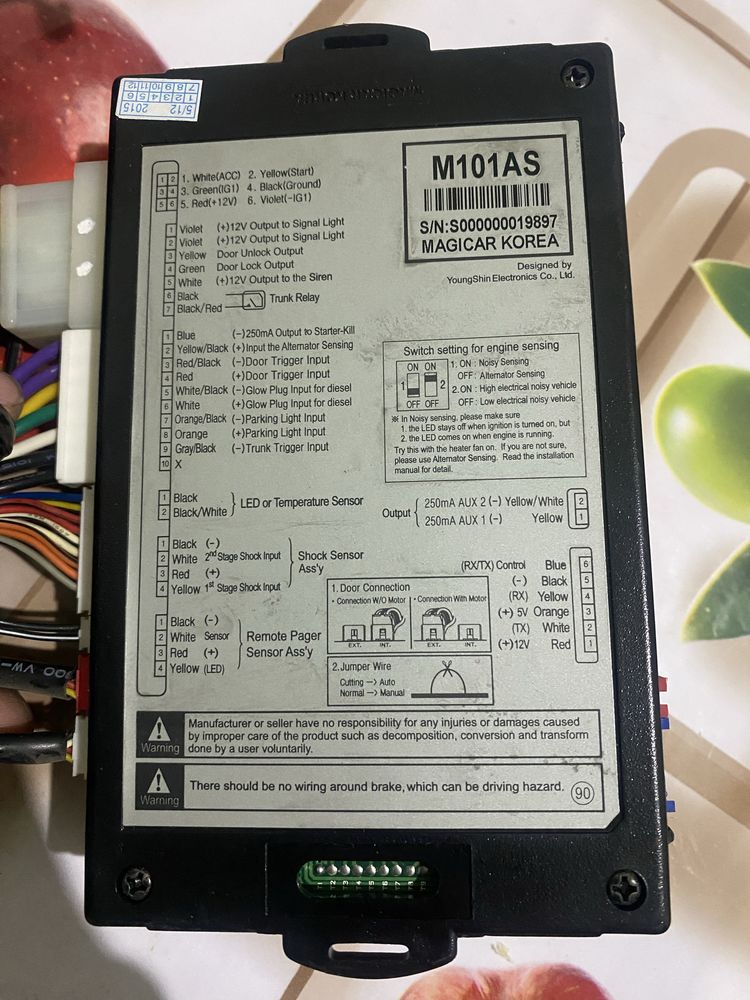 5/12 2015
1 2 3 4 5 6
7 8 9 10 11 12
MAGICAR KOREA
M101AS
S/N:S000000019897
MAGICAR KOREA
Designed by
YoungShin Electronics Co., Ltd.
1 2 1. White(ACC) 2. Yellow(Start)
3 4 3. Green(IG1) 4. Black(Ground)
5 6 5. Red(+12V) 6. Violet(-IG1)
1 Violet (+)12V Output to Signal Light
2 Violet (+)12V Output to Signal Light
3 Yellow Door Unlock Output
4 Green Door Lock Output
5 White (+)12V Output to the Siren
6 Black
7 Black/Red Trunk Relay
1 Blue (-)250mA Output to Starter-Kill
2 Yellow/Black (+)Input the Alternator Sensing
3 Red/Black (-)Door Trigger Input
4 Red (+)Door Trigger Input
5 White/Black (-)Glow Plug Input for diesel
6 White (+)Glow Plug Input for diesel
7 Orange/Black (-)Parking Light Input
8 Orange (+)Parking Light Input
9 Gray/Black (-)Trunk Trigger Input
10 X
Switch setting for engine sensing
ON ON
1 2
OFF OFF
1. ON : Noisy Sensing
OFF : Alternator Sensing
2. ON : High electrical noisy vehicle
OFF : Low electrical noisy vehicle
※ In Noisy sensing, please make sure
1. the LED stays off when ignition is turned on, but
2. the LED comes on when engine is running.
Try this with the heater fan on. If you are not sure,
please use Alternator Sensing. Read the installation
manual for detail.
1 Black
2 Black/White LED or Temperature Sensor
Output
250mA AUX 2 (-) Yellow/White 2
250mA AUX 1 (-) Yellow 1
1 Black (-)
2 White 2nd Stage Shock Input
3 Red (+)
4 Yellow 1st Stage Shock Input
Shock Sensor
Ass'y
(RX/TX) Control Blue 6
(-) Black 5
(RX) Yellow 4
(+) 5V Orange 3
(TX) White 2
(+)12V Red 1
1 Black (-)
2 White Sensor
3 Red (+)
4 Yellow (LED)
Remote Pager
Sensor Ass'y
1. Door Connection
• Connection W/O Motor • Connection With Motor
EXT. INT. EXT. INT.
2. Jumper Wire
Cutting --> Auto
Normal --> Manual
Warning
Manufacturer or seller have no responsibility for any injuries or damages caused
by improper care of the product such as decomposition, conversion and transform
done by a user voluntarily.
Warning
There should be no wiring around brake, which can be driving hazard. 90